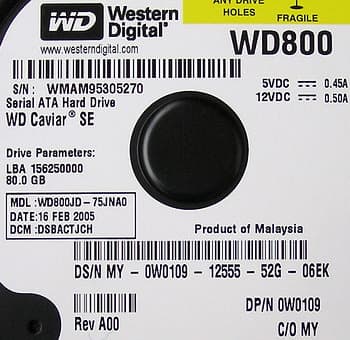 ANY DRIVE
HOLES
FRAGILE
WD Western
Digital®
www.westerndigital.com
WD800
S/N: WMAM95305270
Serial ATA Hard Drive
WD Caviar® SE
5VDC 0.45A
12VDC 0.50A
Drive Parameters:
LBA 156250000
80.0 GB
MDL: WD800JD - 75JNA0
DATE: 16 FEB 2005
DCM: DSBACTJCH
Product of Malaysia
DS/N MY - 0W0109 - 12555 - 52G - 06EK
DP/N 0W0109
Rev A00
C/O MY